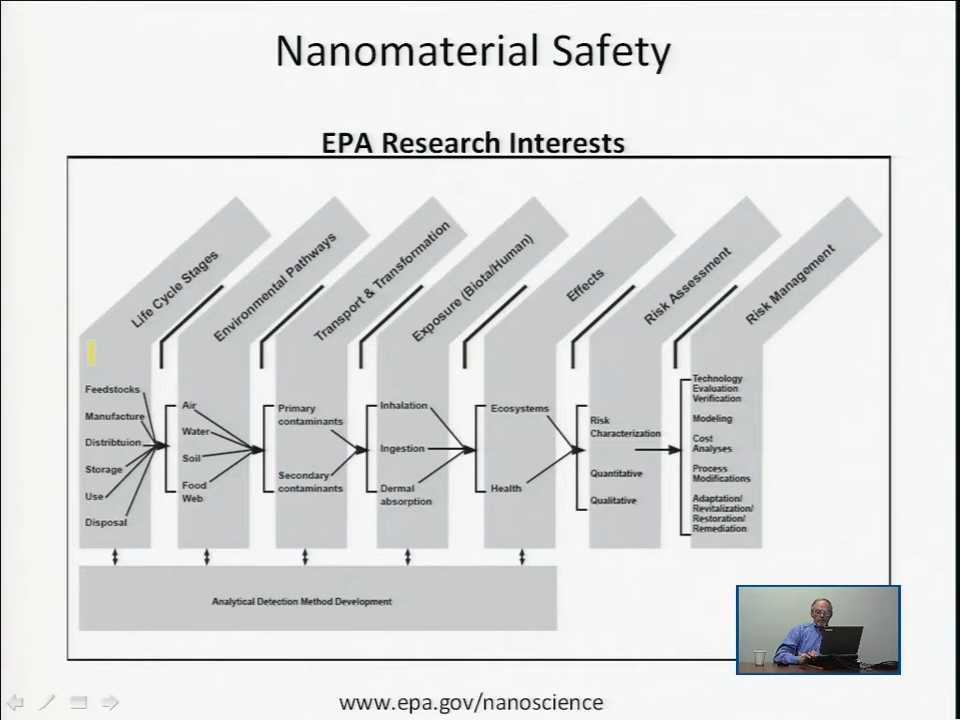 Nanomaterial Safety
EPA Research Interests
Life Cycle Stages
Environmental Pathways
Transport & Transformation
Exposure (Biota/Human)
Effects
Risk Assessment
Risk Management
Feedstocks
Manufacture
Distribtuion
Storage
Use
Disposal
Air
Water
Soil
Food
Web
Primary
contaminants
Secondary
contaminants
Inhalation
Ingestion
Dermal
absorption
Ecosystems
Health
Risk
Characterization
Quantitative
Qualitative
Technology
Evaluation
Verification
Modeling
Cost
Analyses
Process
Modifications
Adaptation/
Revitalization/
Restoration/
Remediation
Analytical Detection Method Development
www.epa.gov/nanoscience